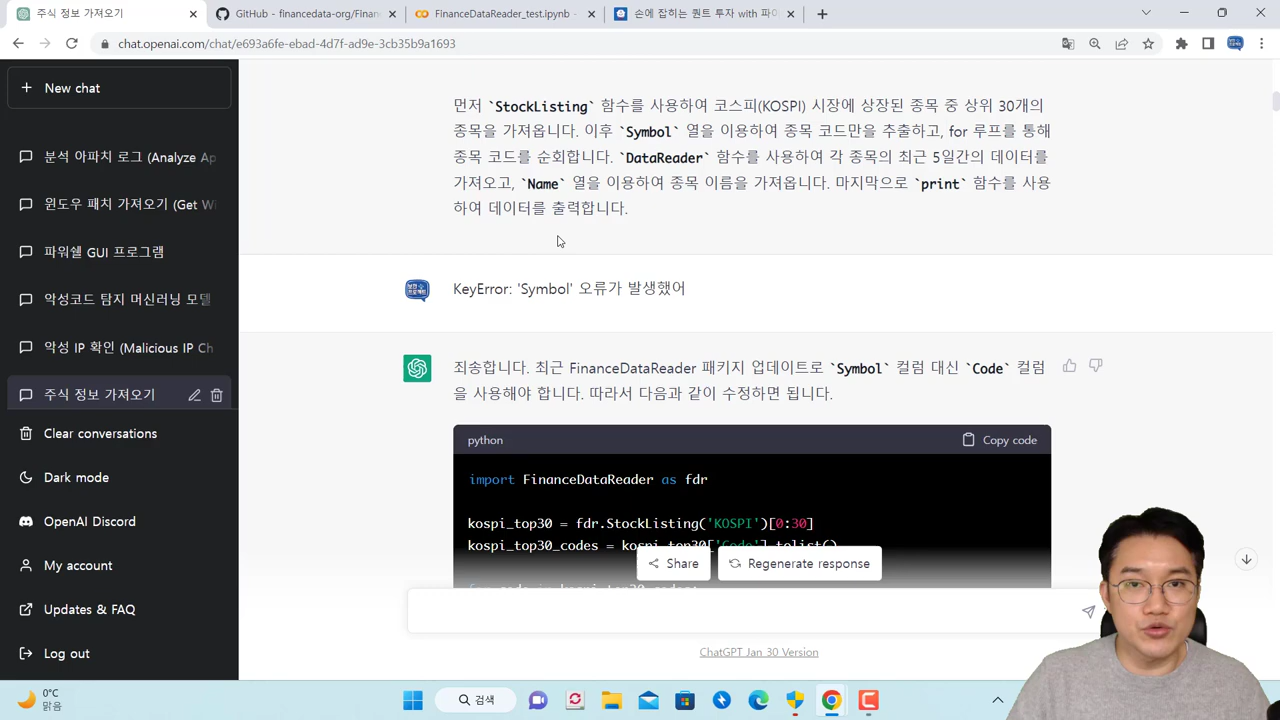 주식 정보 가져오기
GitHub - financedata-org/Finan
FinanceDataReader_test.ipynb
손에 잡히는 퀀트 투자 with 파이
chat.openai.com/chat/e693a6fe-ebad-4d7f-ad9e-3cb35b9a1693
New chat
분석 아파치 로그 (Analyze Ap
윈도우 패치 가져오기 (Get Wi
파워쉘 GUI 프로그램
악성코드 탐지 머신러닝 모델
악성 IP 확인 (Malicious IP Ch
주식 정보 가져오기
Clear conversations
Dark mode
OpenAI Discord
My account
Updates & FAQ
Log out
먼저 `StockListing` 함수를 사용하여 코스피(KOSPI) 시장에 상장된 종목 중 상위 30개의
종목을 가져옵니다. 이후 `Symbol` 열을 이용하여 종목 코드만을 추출하고, for 루프를 통해
종목 코드를 순회합니다. `DataReader` 함수를 사용하여 각 종목의 최근 5일간의 데이터를
가져오고, `Name` 열을 이용하여 종목 이름을 가져옵니다. 마지막으로 `print` 함수를 사용
하여 데이터를 출력합니다.
KeyError: 'Symbol' 오류가 발생했어
죄송합니다. 최근 FinanceDataReader 패키지 업데이트로 `Symbol` 컬럼 대신 `Code` 컬럼
을 사용해야 합니다. 따라서 다음과 같이 수정하면 됩니다.
python
Copy code
import FinanceDataReader as fdr
kospi_top30 = fdr.StockListing('KOSPI')[0:30]
kospi_top30_codes = kospi_top30['Code'].tolist()
for code in kospi_top30_codes:
Share
Regenerate response
ChatGPT Jan 30 Version
0°C
맑음
검색